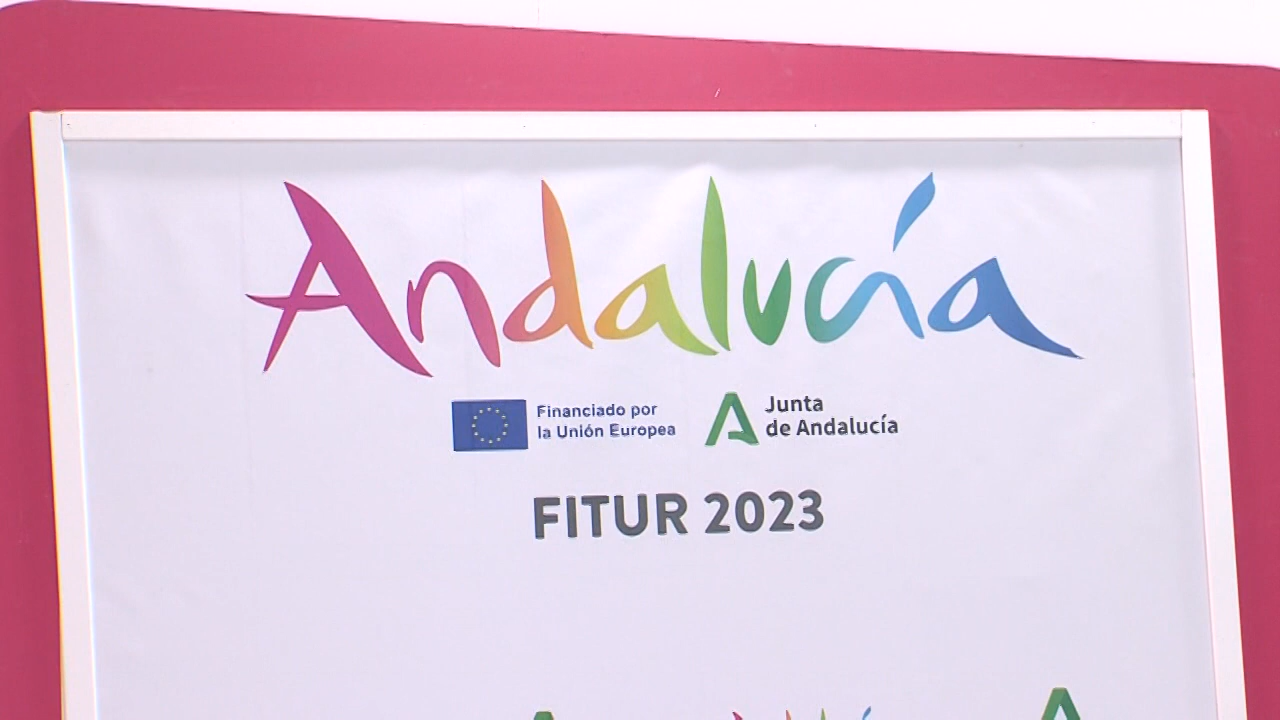 Andalucía
Financiado por
la Unión Europea
Junta
de Andalucía
FITUR 2023